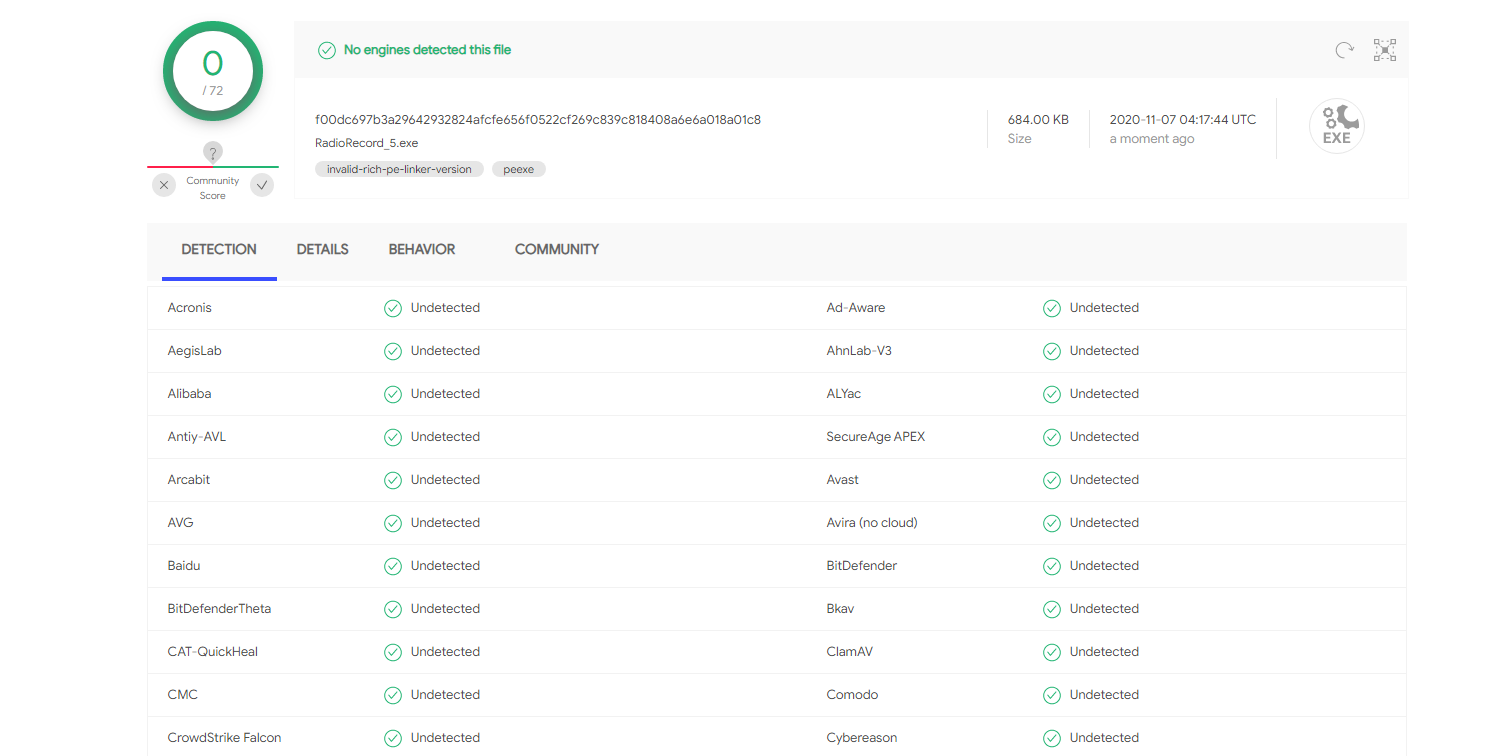 0
/ 72
?
Community
Score
No engines detected this file
f00dc697b3a29642932824afcfe656f0522cf269c839c818408a6e6a018a01c8
RadioRecord_5.exe
invalid-rich-pe-linker-version peexe
684.00 KB
Size
2020-11-07 04:17:44 UTC
a moment ago
EXE
DETECTION DETAILS BEHAVIOR COMMUNITY
Acronis Undetected Ad-Aware Undetected
AegisLab Undetected AhnLab-V3 Undetected
Alibaba Undetected ALYac Undetected
Antiy-AVL Undetected SecureAge APEX Undetected
Arcabit Undetected Avast Undetected
AVG Undetected Avira (no cloud) Undetected
Baidu Undetected BitDefender Undetected
BitDefenderTheta Undetected Bkav Undetected
CAT-QuickHeal Undetected ClamAV Undetected
CMC Undetected Comodo Undetected
CrowdStrike Falcon Undetected Cybereason Undetected